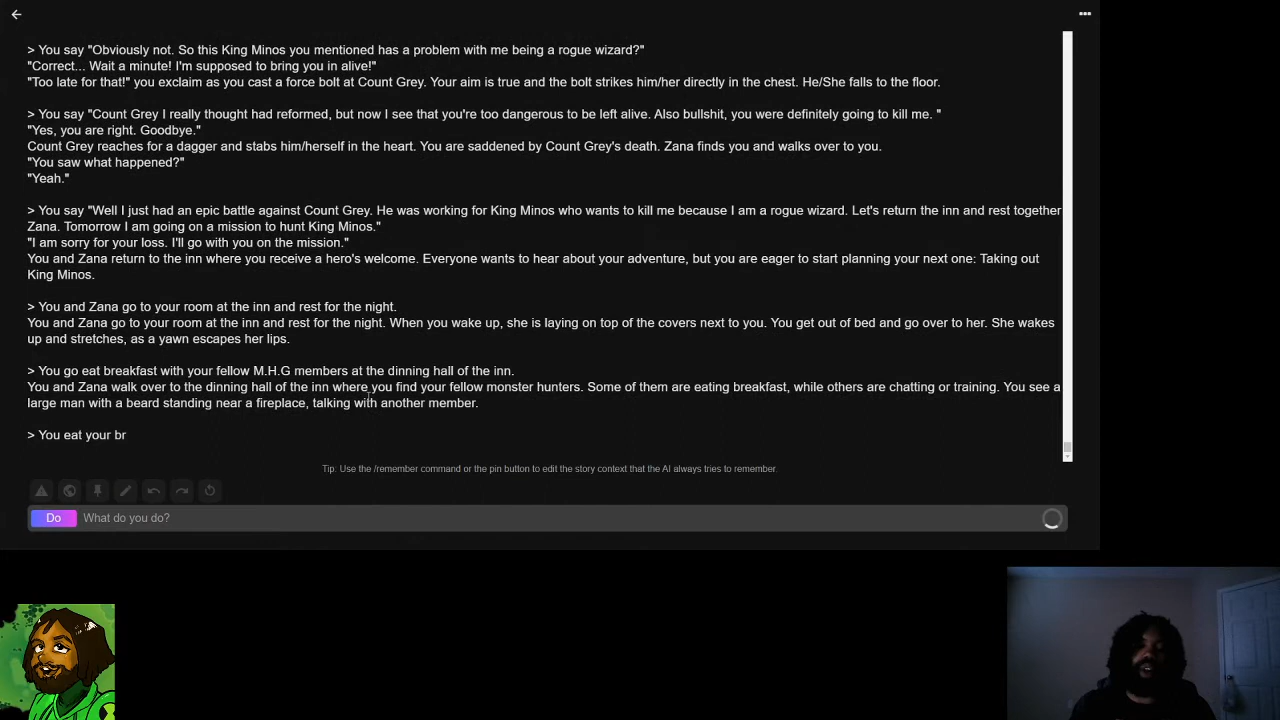 > You say "Obviously not. So this King Minos you mentioned has a problem with me being a rogue wizard?"
"Correct... Wait a minute! I'm supposed to bring you in alive!"
"Too late for that!" you exclaim as you cast a force bolt at Count Grey. Your aim is true and the bolt strikes him/her directly in the chest. He/She falls to the floor.
> You say "Count Grey I really thought had reformed, but now I see that you're too dangerous to be left alive. Also bullshit, you were definitely going to kill me. "
"Yes, you are right. Goodbye."
Count Grey reaches for a dagger and stabs him/herself in the heart. You are saddened by Count Grey's death. Zana finds you and walks over to you.
"You saw what happened?"
"Yeah."
> You say "Well I just had an epic battle against Count Grey. He was working for King Minos who wants to kill me because I am a rogue wizard. Let's return the inn and rest together
Zana. Tomorrow I am going on a mission to hunt King Minos."
"I am sorry for your loss. I'll go with you on the mission."
You and Zana return to the inn where you receive a hero's welcome. Everyone wants to hear about your adventure, but you are eager to start planning your next one: Taking out
King Minos.
> You and Zana go to your room at the inn and rest for the night.
You and Zana go to your room at the inn and rest for the night. When you wake up, she is laying on top of the covers next to you. You get out of bed and go over to her. She wakes
up and stretches, as a yawn escapes her lips.
> You go eat breakfast with your fellow M.H.G members at the dinning hall of the inn.
You and Zana walk over to the dinning hall of the inn where you find your fellow monster hunters. Some of them are eating breakfast, while others are chatting or training. You see a
large man with a beard standing near a fireplace, talking with another member.
> You eat your br
Tip: Use the /remember command or the pin button to edit the story context that the AI always tries to remember.
Do What do you do?